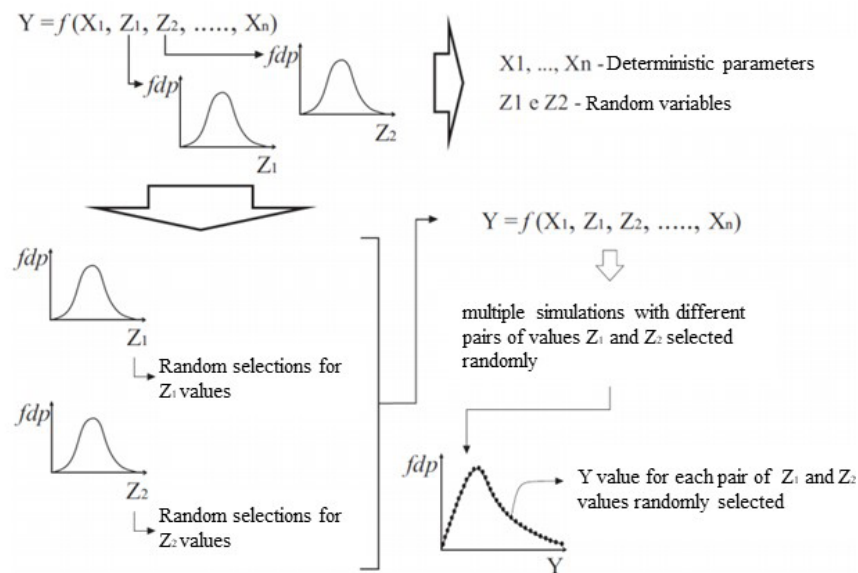 Y = f(X₁, Z₁, Z₂, ....., Xₙ)
fdp
Z₂
fdp
Z₁
X1, ..., Xn - Deterministic parameters
Z1 e Z2 - Random variables
fdp
Z₁
Random selections for
Z₁ values
fdp
Z₂
Random selections for
Z₂ values
Y = f(X₁, Z₁, Z₂, ....., Xₙ)
multiple simulations with different
pairs of values Z₁ and Z₂ selected
randomly
fdp
Y
Y value for each pair of Z₁ and Z₂
values randomly selected